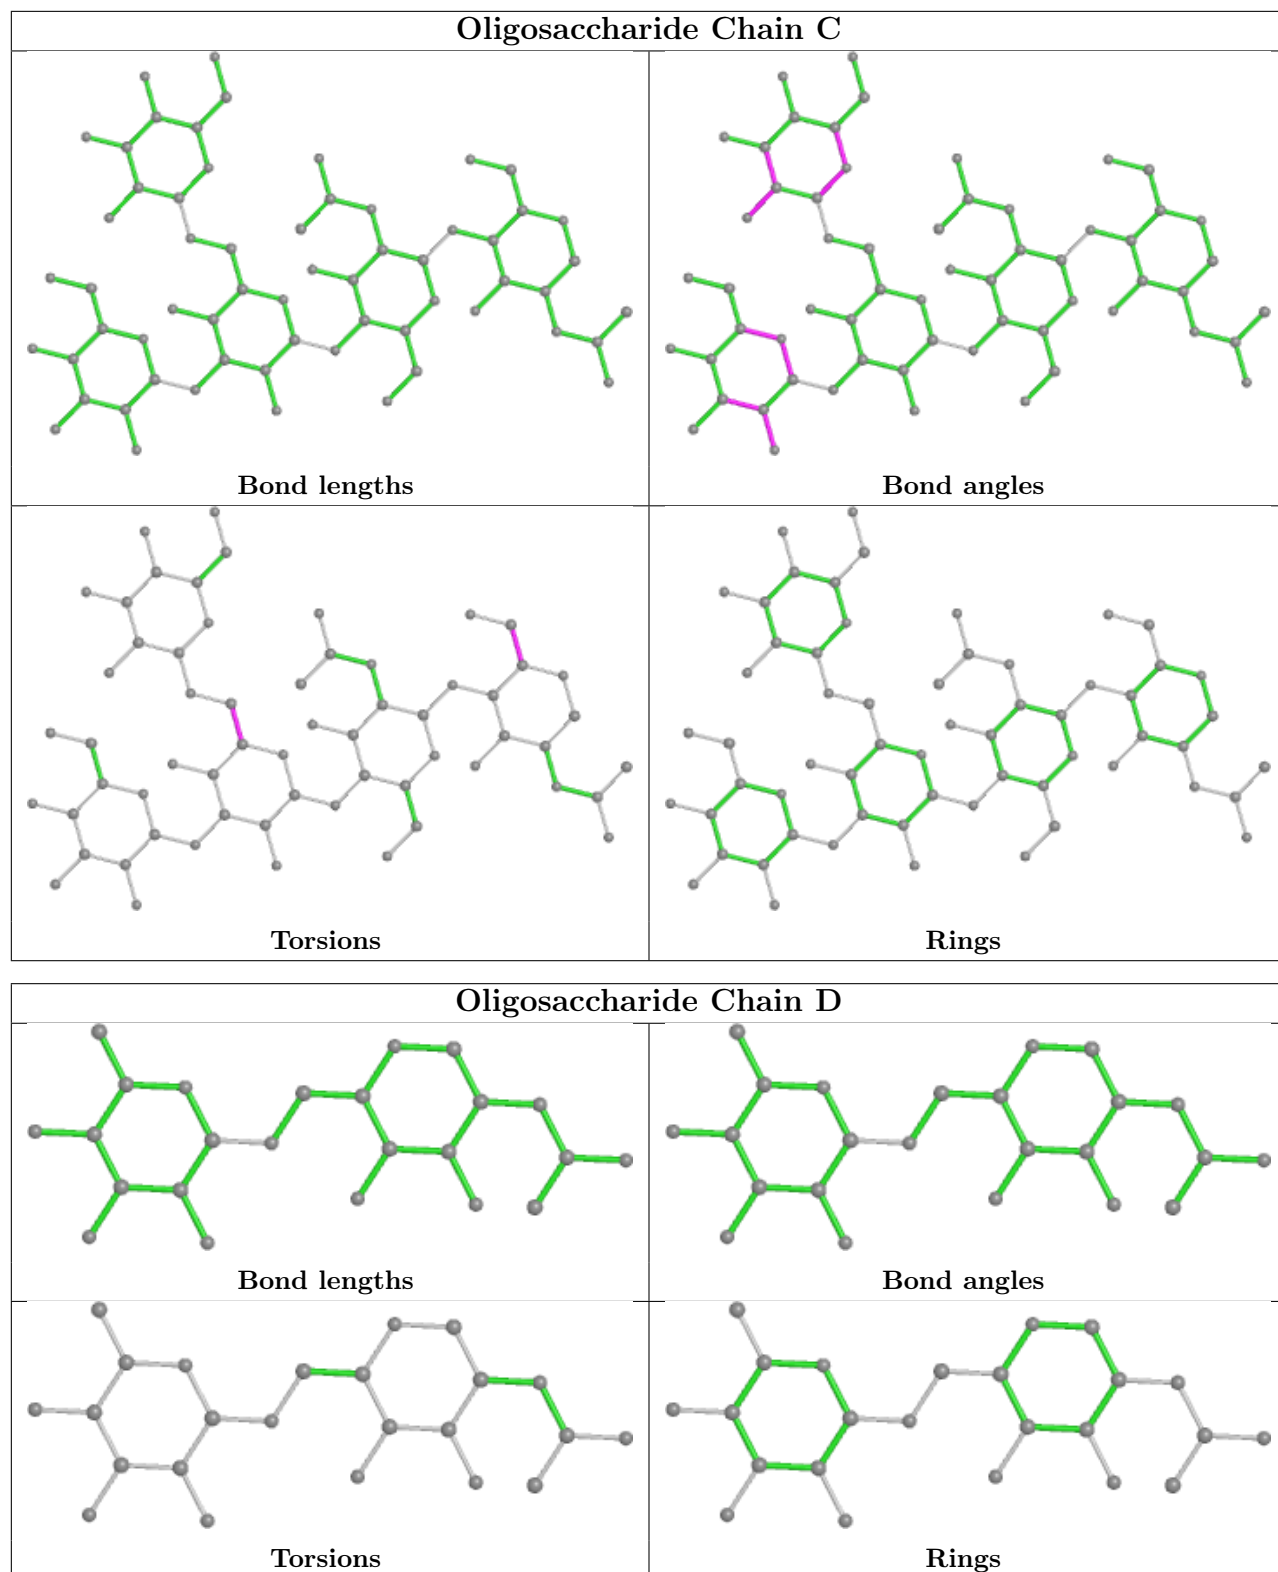 Oligosaccharide Chain C
Bond lengths
Bond angles
Torsions
Rings
Oligosaccharide Chain D
Bond lengths
Bond angles
Torsions
Rings